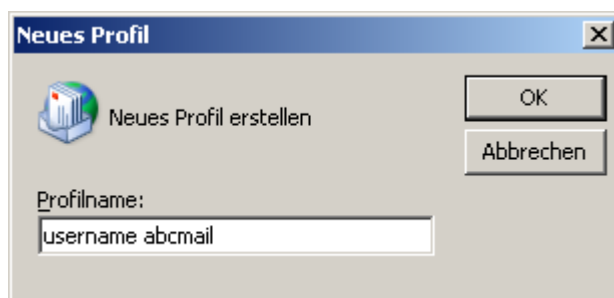 Neues Profil
Neues Profil erstellen
OK
Abbrechen
Profilname:
username abcmail